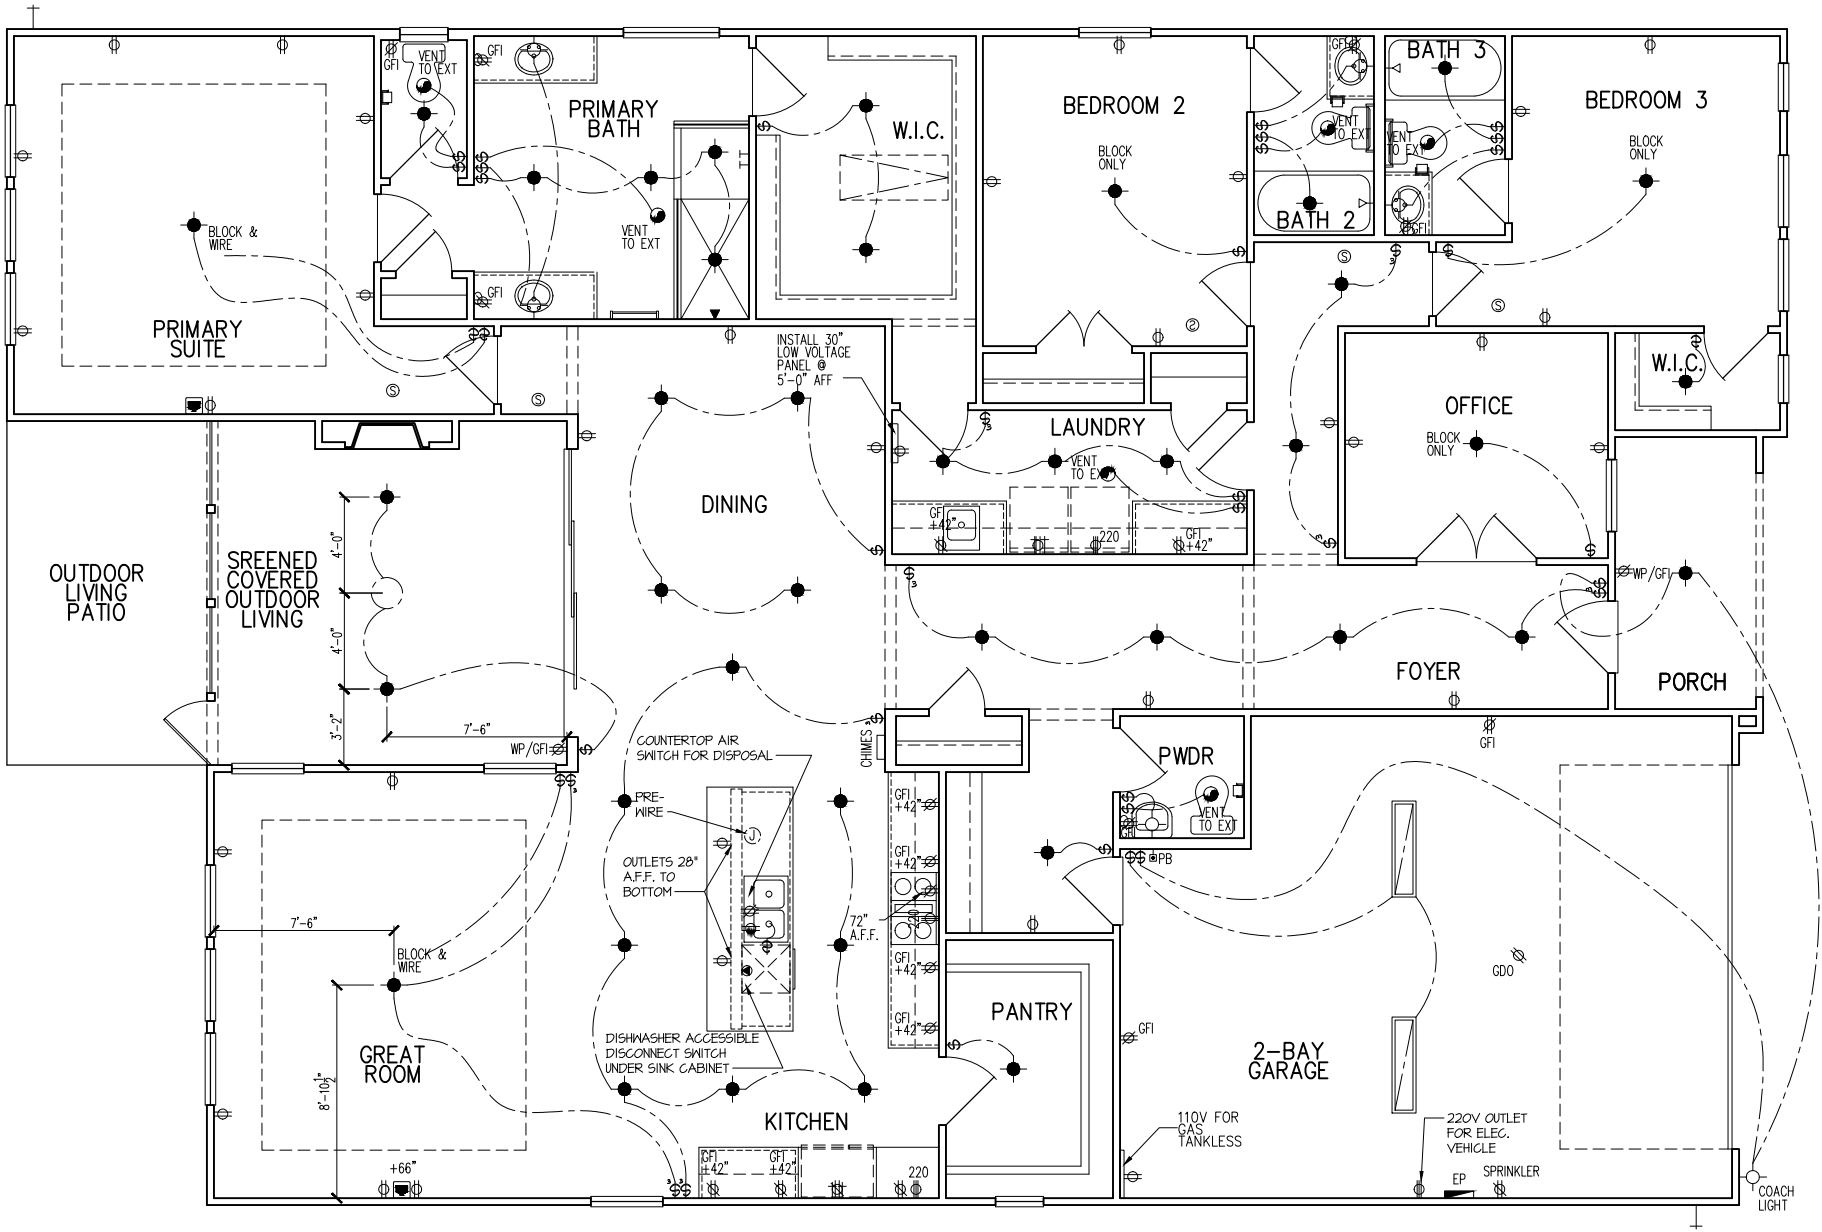 GFI
VENT
TO EXT
GFI
PRIMARY
BATH
W.I.C.
BEDROOM 2
BLOCK
ONLY
GFI
VENT
TO EXT
BATH 2
BATH 3
VENT
TO EXT
GFI
BEDROOM 3
BLOCK
ONLY
BLOCK &
WIRE
PRIMARY
SUITE
S
VENT
TO EXT
GFI
S
S
S
S
INSTALL 30"
LOW VOLTAGE
PANEL @
5'-0" AFF
W.I.C.
OFFICE
BLOCK
ONLY
LAUNDRY
VENT
TO EXT
GFI
+42"
220
GFI
+42"
DINING
OUTDOOR
LIVING
PATIO
SREENED
COVERED
OUTDOOR
LIVING
4'-0"
4'-0"
3'-2"
7'-6"
WP/GFI
WP/GFI
FOYER
PORCH
CHIMES
COUNTERTOP AIR
SWITCH FOR DISPOSAL
PRE-
WIRE
J
OUTLETS 28"
A.F.F. TO
BOTTOM
GFI
+42"
GFI
+42"
72"
A.F.F.
220
GFI
+42"
GFI
+42"
PWDR
VENT
TO EXT
GFI
PB
GFI
7'-6"
BLOCK &
WIRE
8'-10 1/2"
GREAT
ROOM
+66"
DISHWASHER ACCESSIBLE
DISCONNECT SWITCH
UNDER SINK CABINET
KITCHEN
GFI
+42"
GFI
+42"
220
PANTRY
GDO
GFI
2-BAY
GARAGE
110V FOR
GAS
TANKLESS
220V OUTLET
FOR ELEC.
VEHICLE
EP
SPRINKLER
COACH
LIGHT